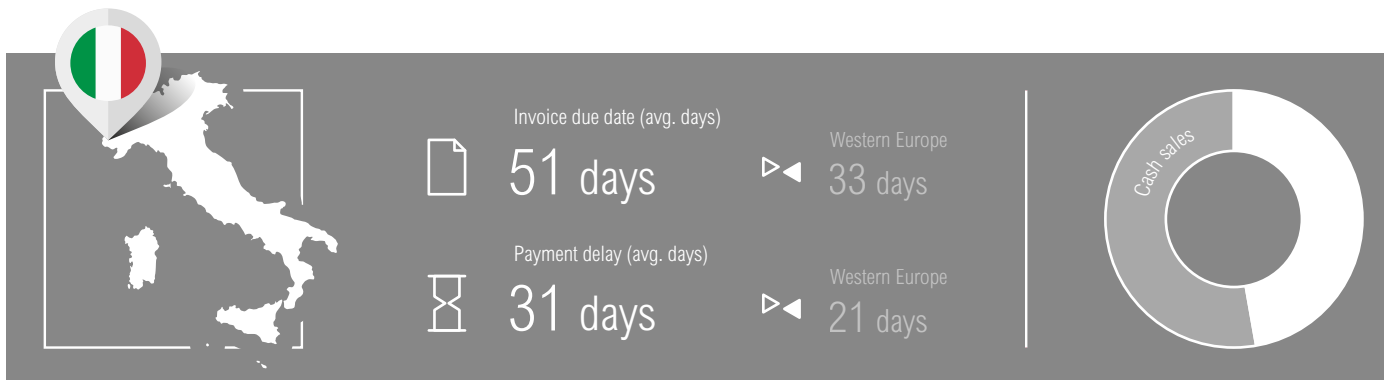 Invoice due date (avg. days)
51 days
Western Europe
33 days
Payment delay (avg. days)
31 days
Western Europe
21 days
Cash sales